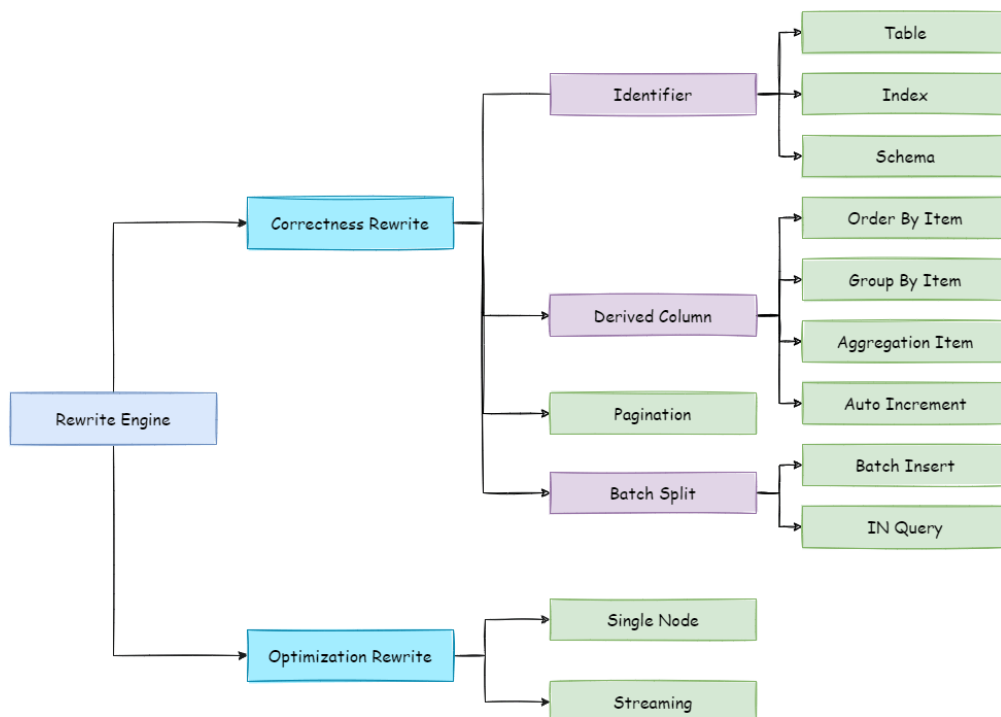 Table
Identifier
Index
Schema
Correctness Rewrite
Order By Item
Group By Item
Derived Column
Aggregation Item
Rewrite Engine
Pagination
Auto Increment
Batch Insert
Batch Split
IN Query
Single Node
Optimization Rewrite
Streaming